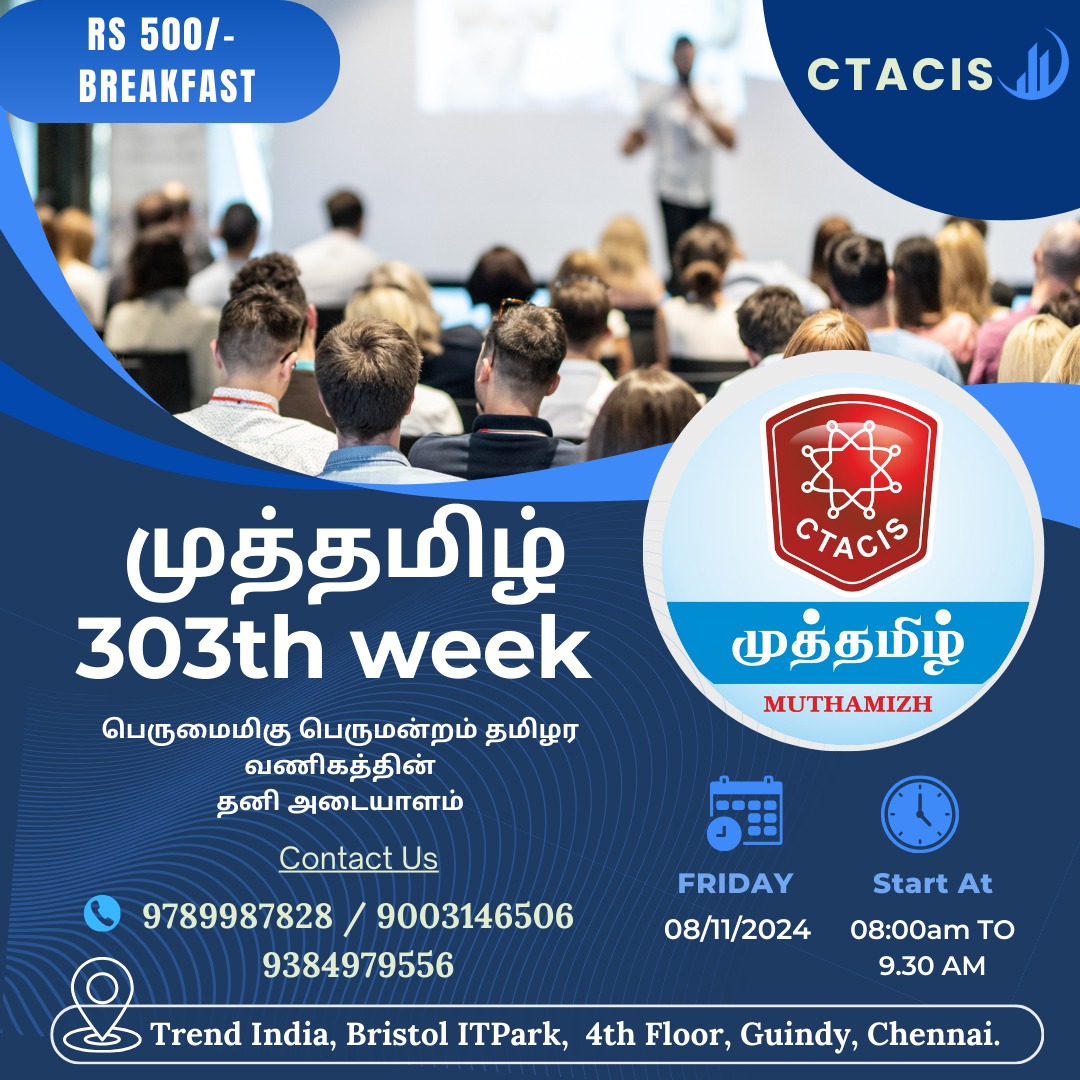 RS 500/-
BREAKFAST
CTACIS
CTACIS
முத்தமிழ்
MUTHAMIZH
முத்தமிழ்
303th week
பெருமைமிகு பெருமன்றம் தமிழர
வணிகத்தின்
தனி அடையாளம்
Contact Us
9789987828 / 9003146506
9384979556
FRIDAY
08/11/2024
Start At
08:00am TO
9.30 AM
Trend India, Bristol ITPark, 4th Floor, Guindy, Chennai.